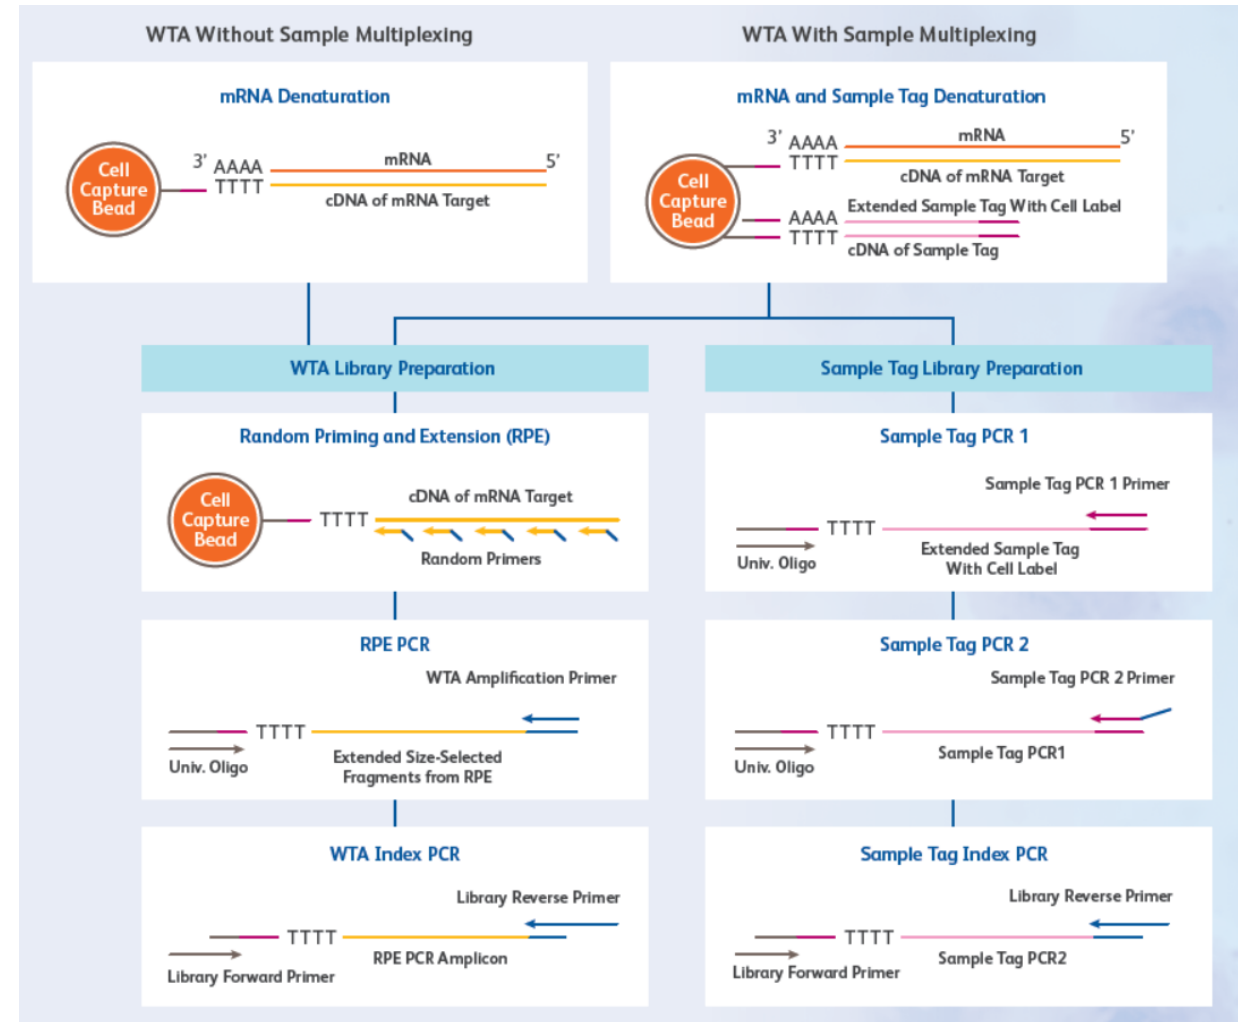 WTA Without Sample Multiplexing
WTA With Sample Multiplexing
mRNA Denaturation
Cell
Capture
Bead
3’
AAAA
TTTT
mRNA
5’
cDNA of mRNA Target
mRNA and Sample Tag Denaturation
Cell
Capture
Bead
3’
AAAA
TTTT
mRNA
5’
cDNA of mRNA Target
Extended Sample Tag With Cell Label
AAAA
TTTT
cDNA of Sample Tag
WTA Library Preparation
Sample Tag Library Preparation
Random Priming and Extension (RPE)
Cell
Capture
Bead
TTTT
cDNA of mRNA Target
Random Primers
Sample Tag PCR 1
Sample Tag PCR 1 Primer
TTTT
Univ. Oligo
Extended Sample Tag
With Cell Label
RPE PCR
WTA Amplification Primer
TTTT
Univ. Oligo
Extended Size-Selected
Fragments from RPE
Sample Tag PCR 2
Sample Tag PCR 2 Primer
TTTT
Univ. Oligo
Sample Tag PCR1
WTA Index PCR
Library Reverse Primer
TTTT
RPE PCR Amplicon
Library Forward Primer
Sample Tag Index PCR
Library Reverse Primer
TTTT
Sample Tag PCR2
Library Forward Primer